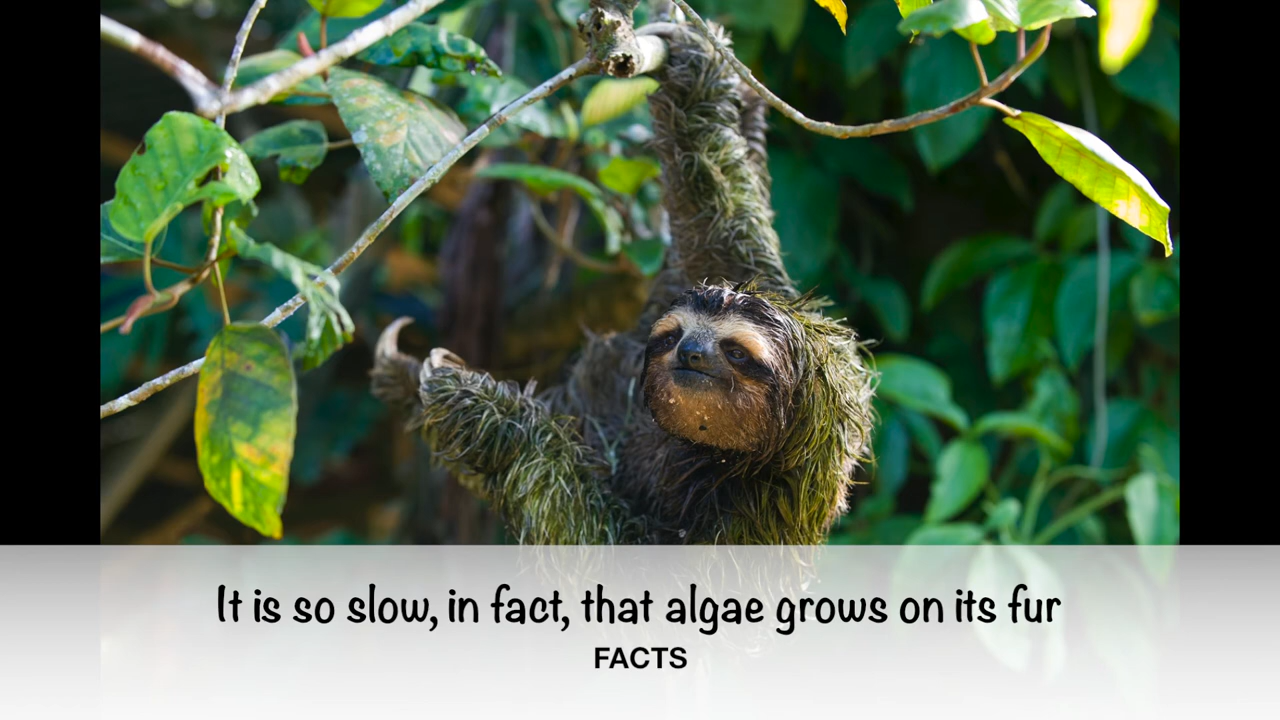 It is so slow, in fact, that algae grows on its fur
FACTS